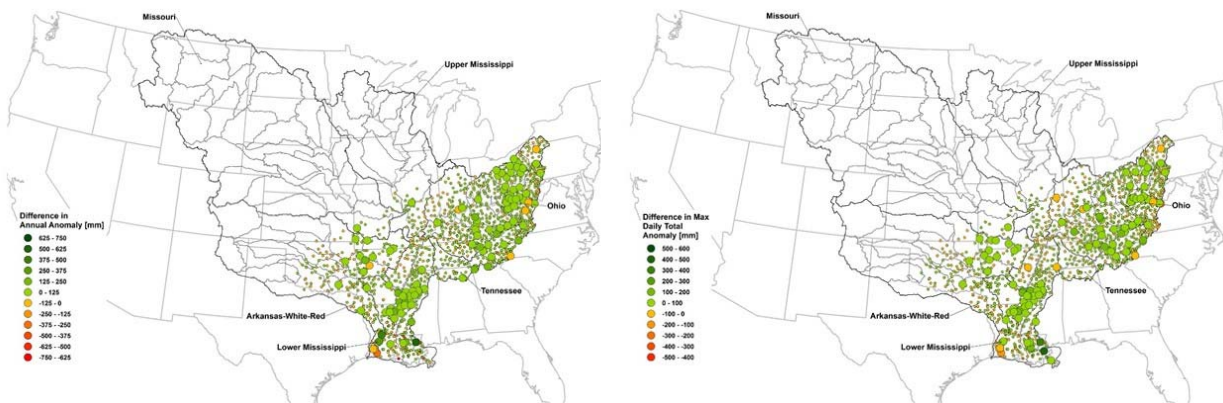 Missouri
Upper Mississippi
Ohio
Tennessee
Arkansas-White-Red
Lower Mississippi
Difference in
Annual Anomaly [mm]
625 - 750
500 - 625
375 - 500
250 - 375
125 - 250
0 - 125
-125 - 0
-250 - -125
-375 - -250
-500 - -375
-625 - -500
-750 - -625
Missouri
Upper Mississippi
Ohio
Tennessee
Arkansas-White-Red
Lower Mississippi
Difference in Max
Daily Total
Anomaly [mm]
500 - 600
400 - 500
300 - 400
200 - 300
100 - 200
0 - 100
-100 - 0
-200 - -100
-300 - -200
-400 - -300
-500 - -400